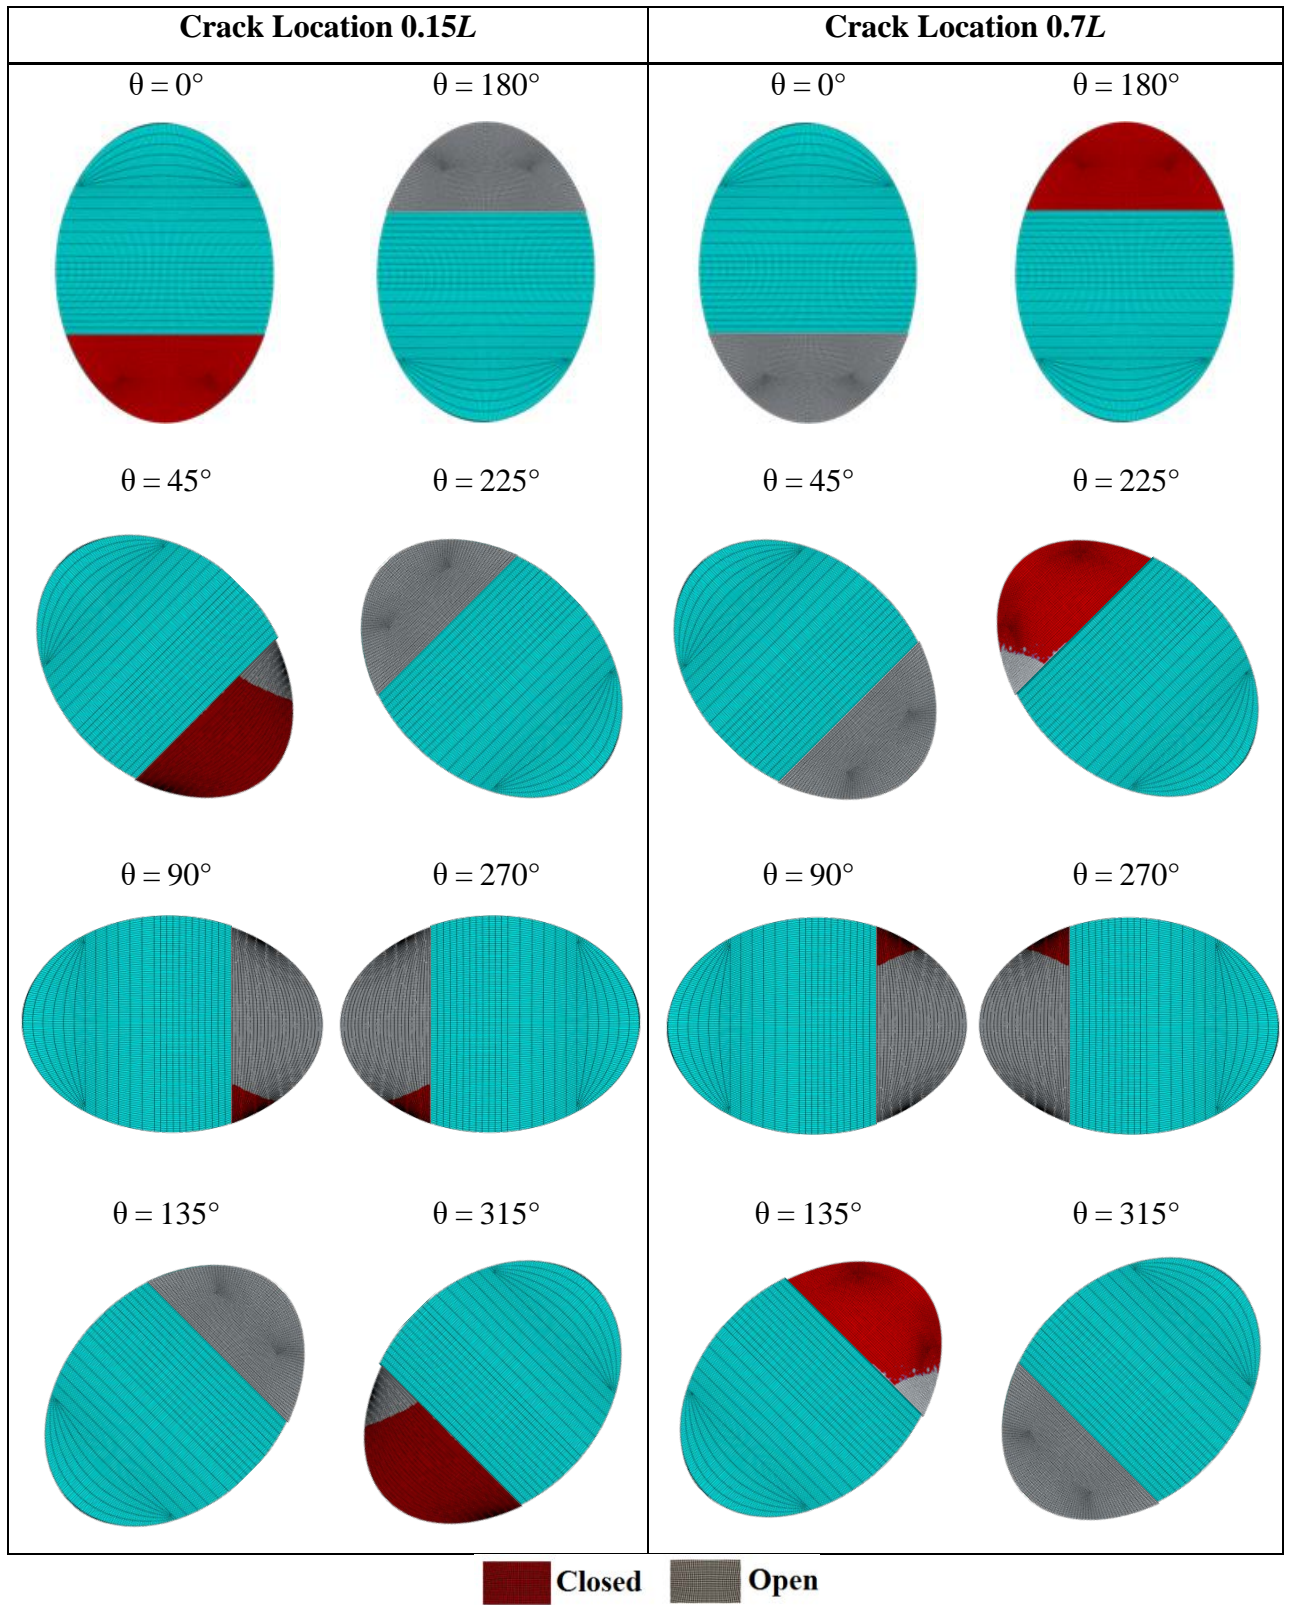 Crack Location 0.15L
Crack Location 0.7L
θ = 0°
θ = 180°
θ = 0°
θ = 180°
θ = 45°
θ = 225°
θ = 45°
θ = 225°
θ = 90°
θ = 270°
θ = 90°
θ = 270°
θ = 135°
θ = 315°
θ = 135°
θ = 315°
Closed
Open